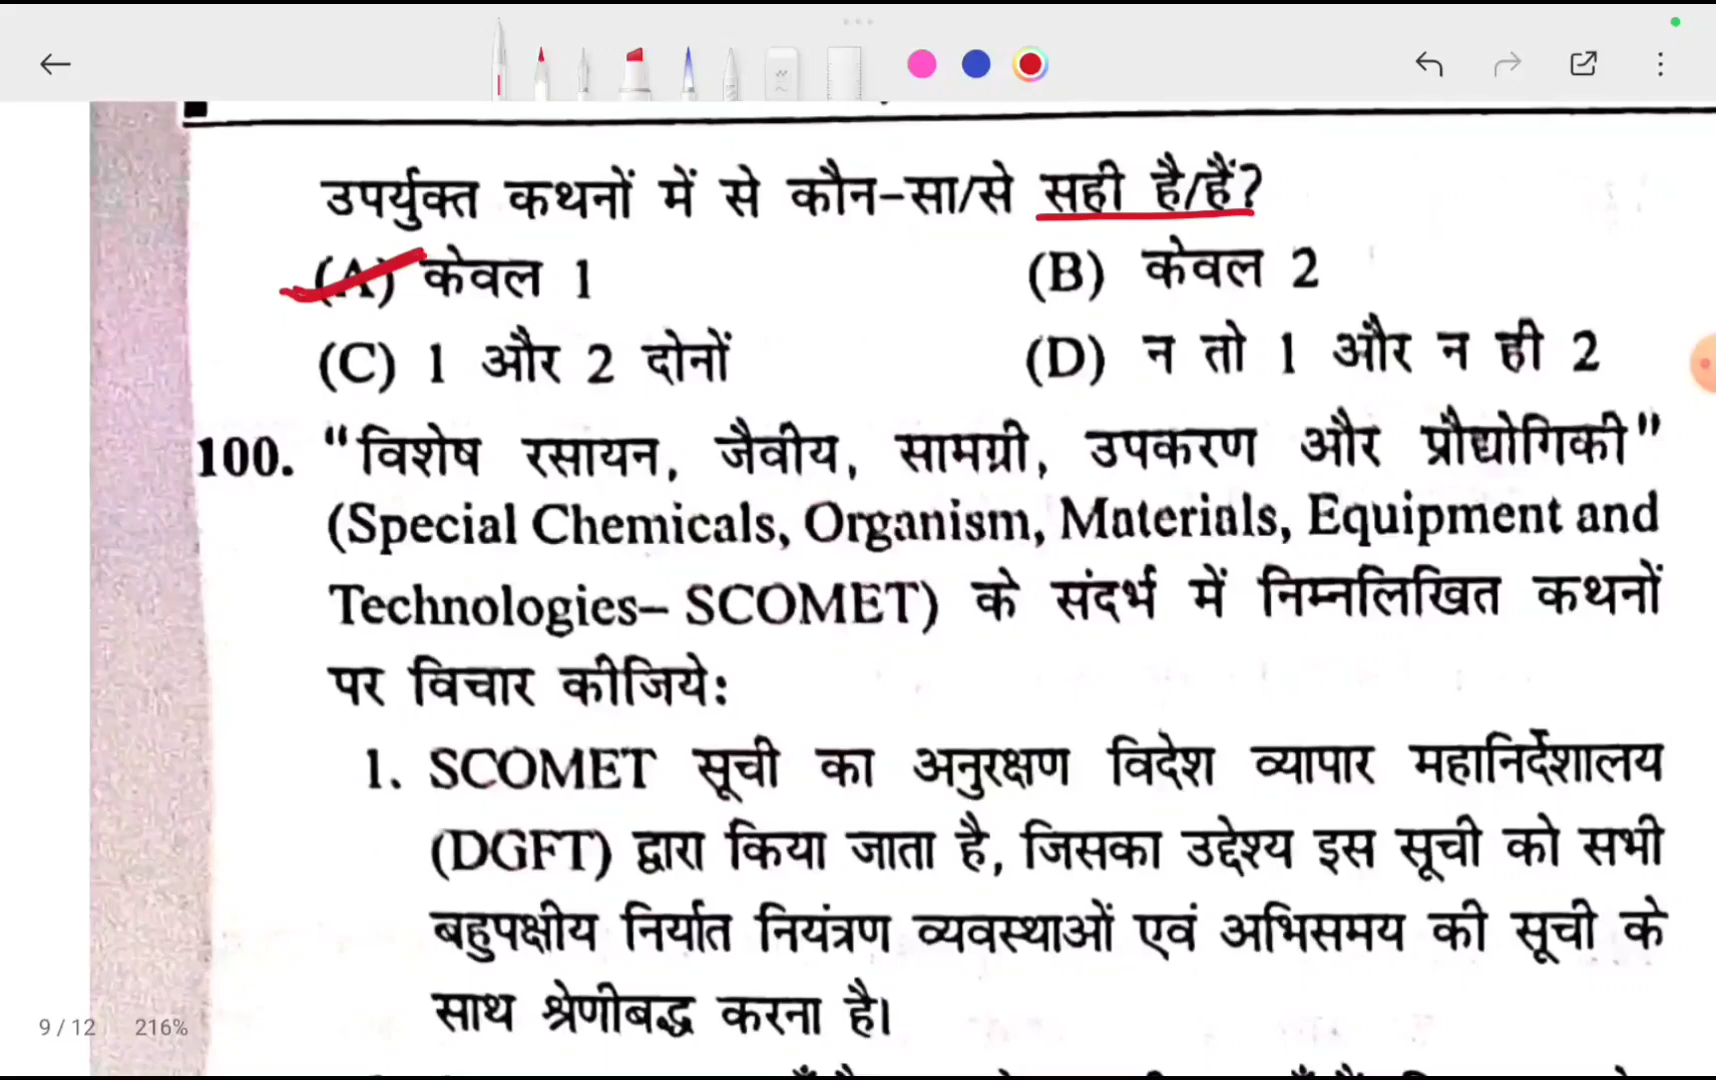 उपर्युक्त कथनों में से कौन-सा/से सही है/हैं?
(A) केवल 1 (B) केवल 2
(C) 1 और 2 दोनों (D) न तो 1 और न ही 2
100. "विशेष रसायन, जैवीय, सामग्री, उपकरण और प्रौद्योगिकी"
(Special Chemicals, Organism, Materials, Equipment and
Technologies– SCOMET) के संदर्भ में निम्नलिखित कथनों
पर विचार कीजिये:
1. SCOMET सूची का अनुरक्षण विदेश व्यापार महानिर्देशालय
(DGFT) द्वारा किया जाता है, जिसका उद्देश्य इस सूची को सभी
बहुपक्षीय निर्यात नियंत्रण व्यवस्थाओं एवं अभिसमय की सूची के
साथ श्रेणीबद्ध करना है।
9 / 12 216%